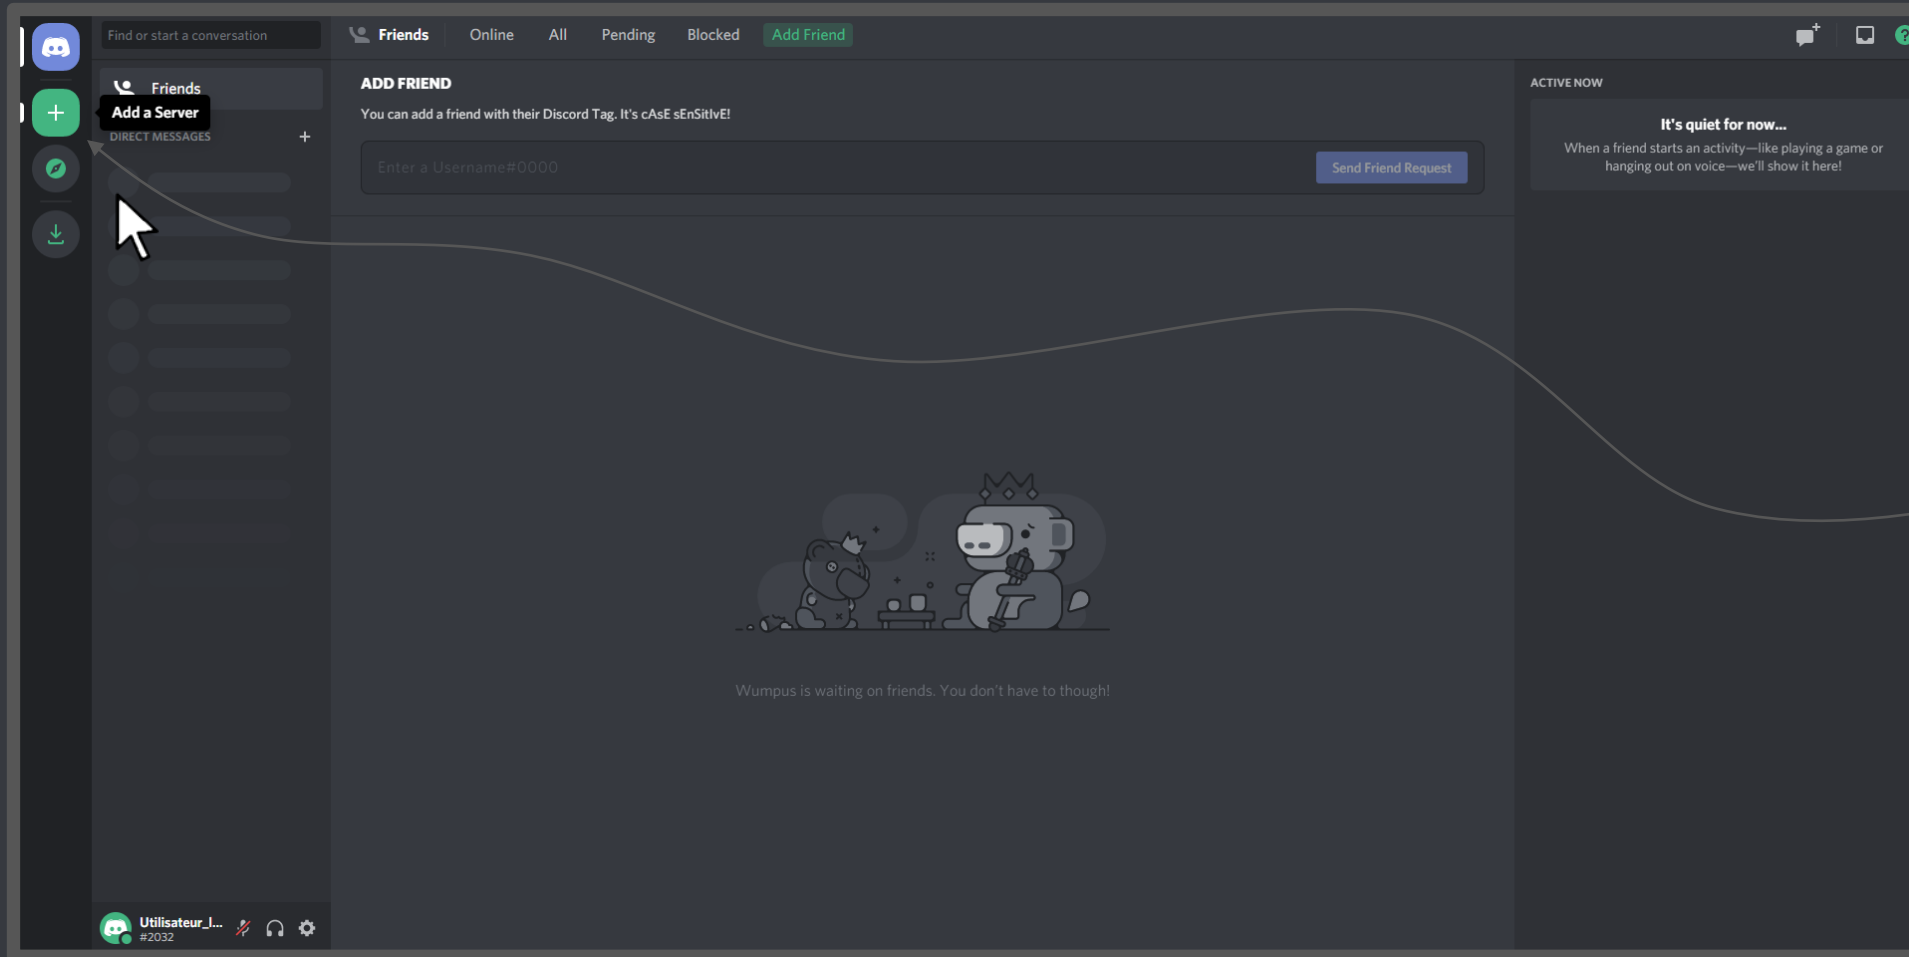 Find or start a conversation
Friends
Online
All
Pending
Blocked
Add Friend
Friends
Add a Server
DIRECT MESSAGES
ADD FRIEND
You can add a friend with their Discord Tag. It's cAsE sEnSitIvE!
Enter a Username#0000
Send Friend Request
ACTIVE NOW
It's quiet for now...
When a friend starts an activity—like playing a game or
hanging out on voice—we'll show it here!
Wumpus is waiting on friends. You don't have to though!
Utilisateur_l...
#2032